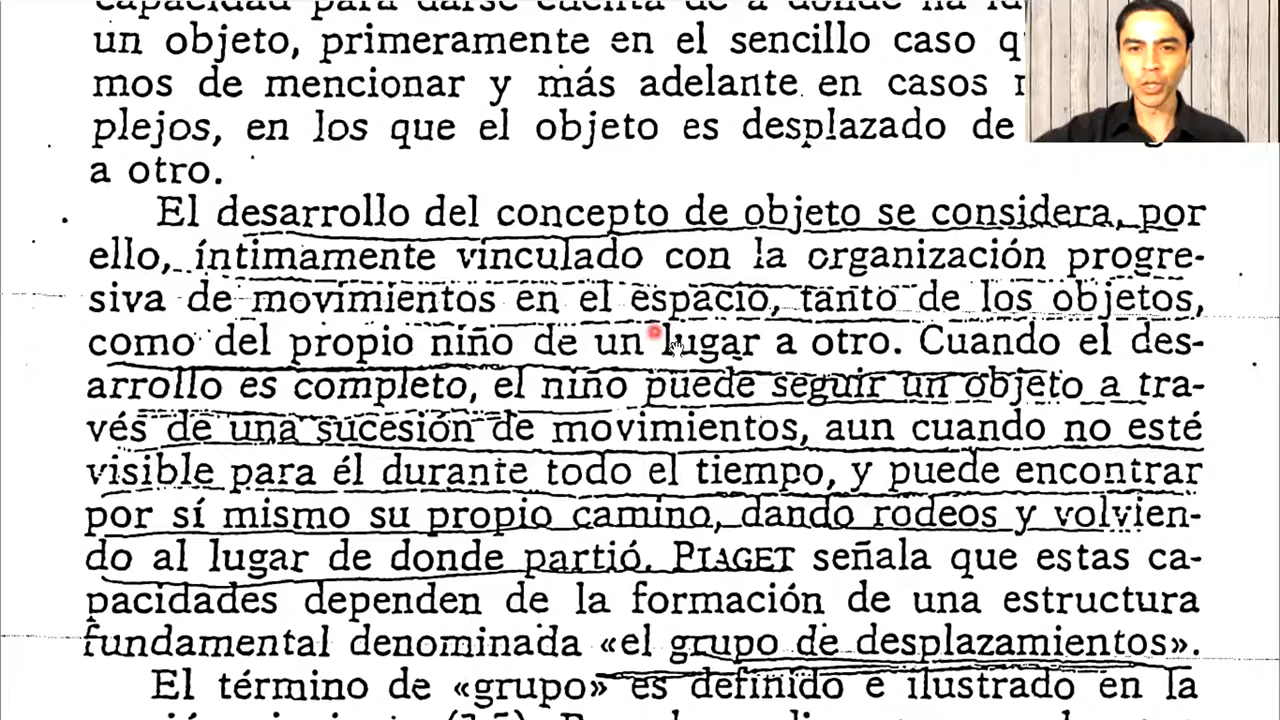 capacidad para darse cuenta de a dónde ha
un objeto, primeramente en el sencillo caso
mos de mencionar y más adelante en casos
plejos, en los que el objeto es desplazado de
a otro.
El desarrollo del concepto de objeto se considera, por
ello, íntimamente vinculado con la organización progre-
siva de movimientos en el espacio, tanto de los objetos,
como del propio niño de un lugar a otro. Cuando el des-
arrollo es completo, el niño puede seguir un objeto a tra-
vés de una sucesión de movimientos, aun cuando no esté
visible para él durante todo el tiempo, y puede encontrar
por sí mismo su propio camino, dando rodeos y volvien-
do al lugar de donde partió. PIAGET señala que estas ca-
pacidades dependen de la formación de una estructura
fundamental denominada «el grupo de desplazamientos».
El término de «grupo» es definido e ilustrado en la